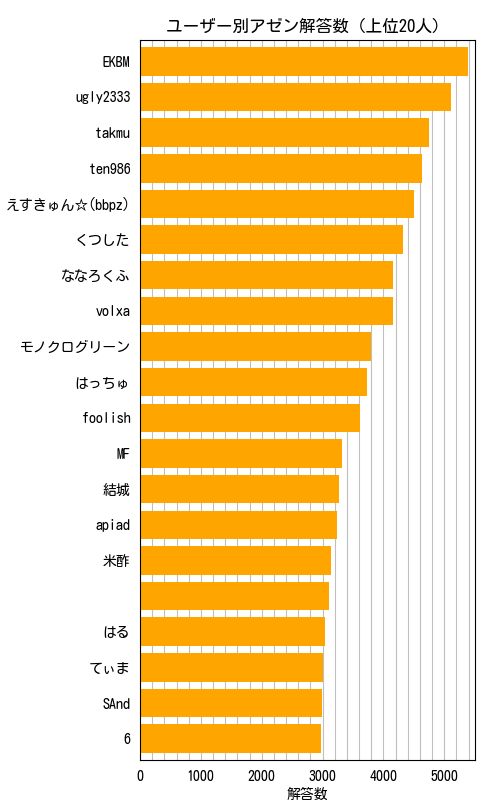 ユーザー別アゼン解答数 (上位20人)
EKBM
ugly2333
takmu
ten986
えすきゅん☆(bbpz)
くつした
ななろくふ
volxa
モノクログリーン
はっちゅ
foolish
MF
結城
apiad
米酢
はる
てぃま
SAnd
6
0 1000 2000 3000 4000 5000
解答数